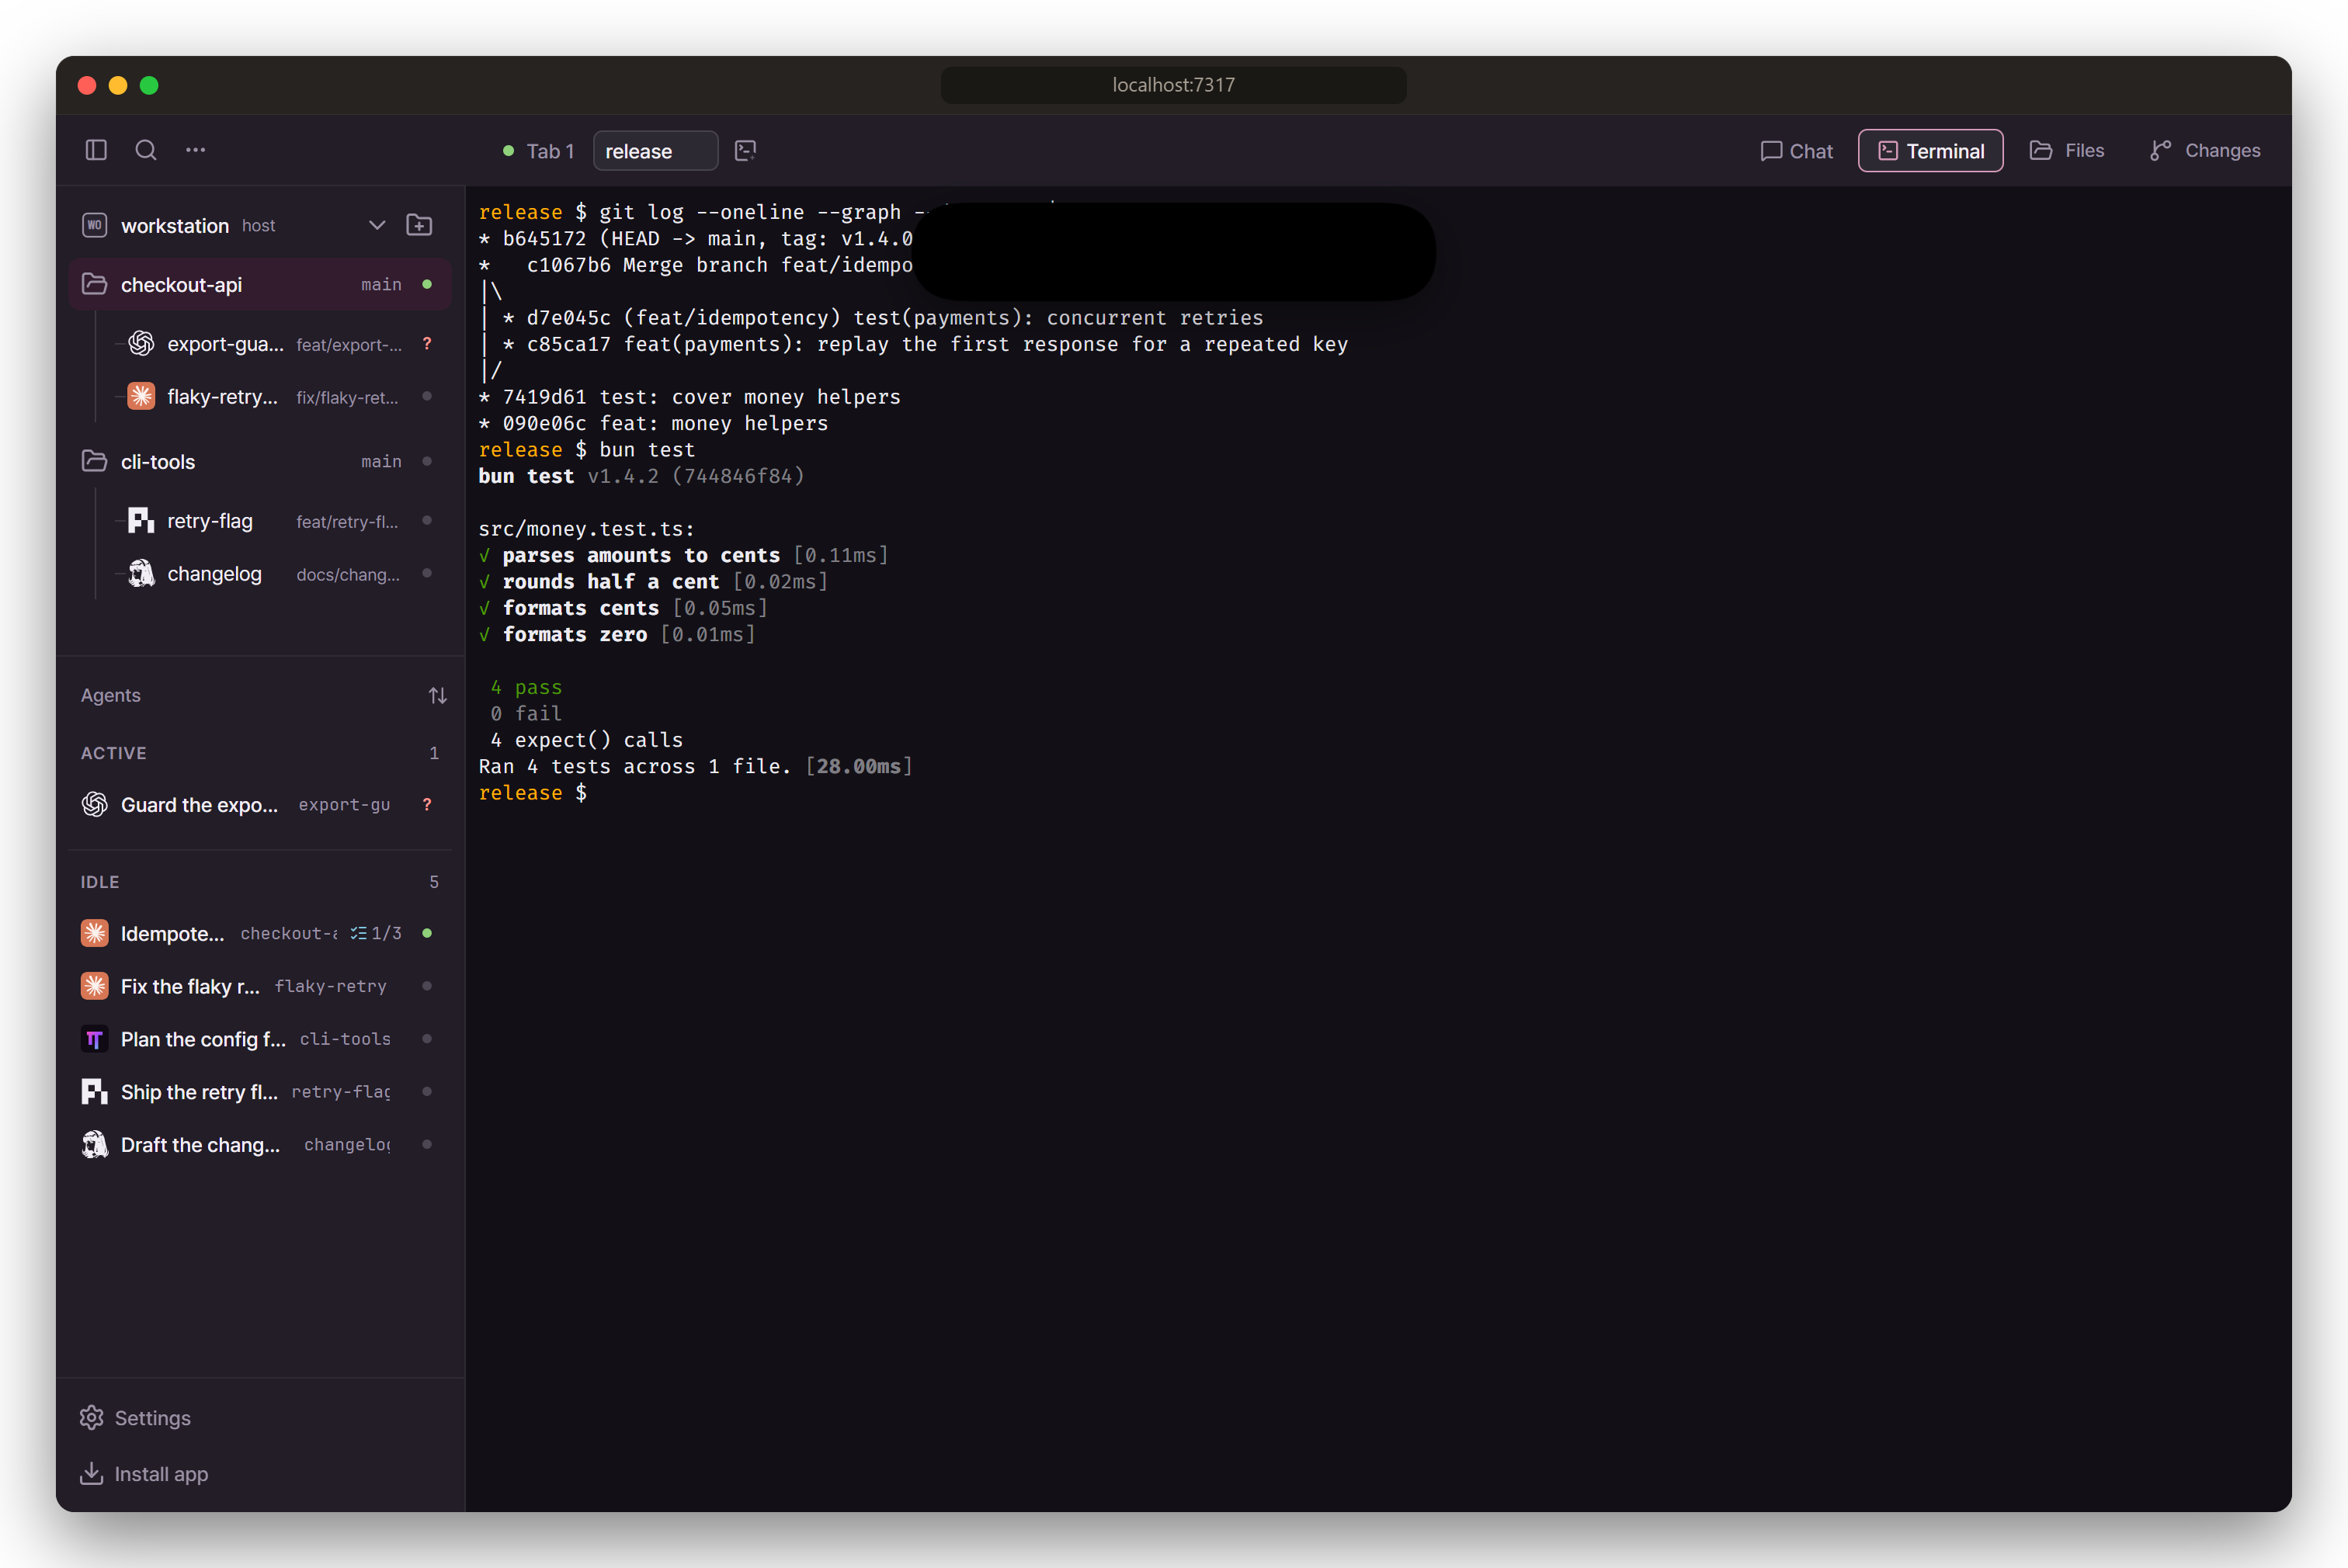 localhost:7317
Tab 1 release
Chat Terminal Files Changes
WO workstation host
checkout-api main
export-gua... feat/export-... ?
flaky-retry... fix/flaky-ret...
cli-tools main
retry-flag feat/retry-fl...
changelog docs/chang...
Agents
ACTIVE 1
Guard the expo... export-gu ?
IDLE 5
Idempote... checkout-a 1/3
Fix the flaky r... flaky-retry
Plan the config f... cli-tools
Ship the retry fl... retry-flag
Draft the chang... changelog
Settings
Install app
release $ git log --oneline --graph
* b645172 (HEAD -> main, tag: v1.4.0
*   c1067b6 Merge branch feat/idempo
|\
| * d7e045c (feat/idempotency) test(payments): concurrent retries
| * c85ca17 feat(payments): replay the first response for a repeated key
|/
* 7419d61 test: cover money helpers
* 090e06c feat: money helpers
release $ bun test
bun test v1.4.2 (744846f84)
src/money.test.ts:
√ parses amounts to cents [0.11ms]
√ rounds half a cent [0.02ms]
√ formats cents [0.05ms]
√ formats zero [0.01ms]
4 pass
0 fail
4 expect() calls
Ran 4 tests across 1 file. [28.00ms]
release $